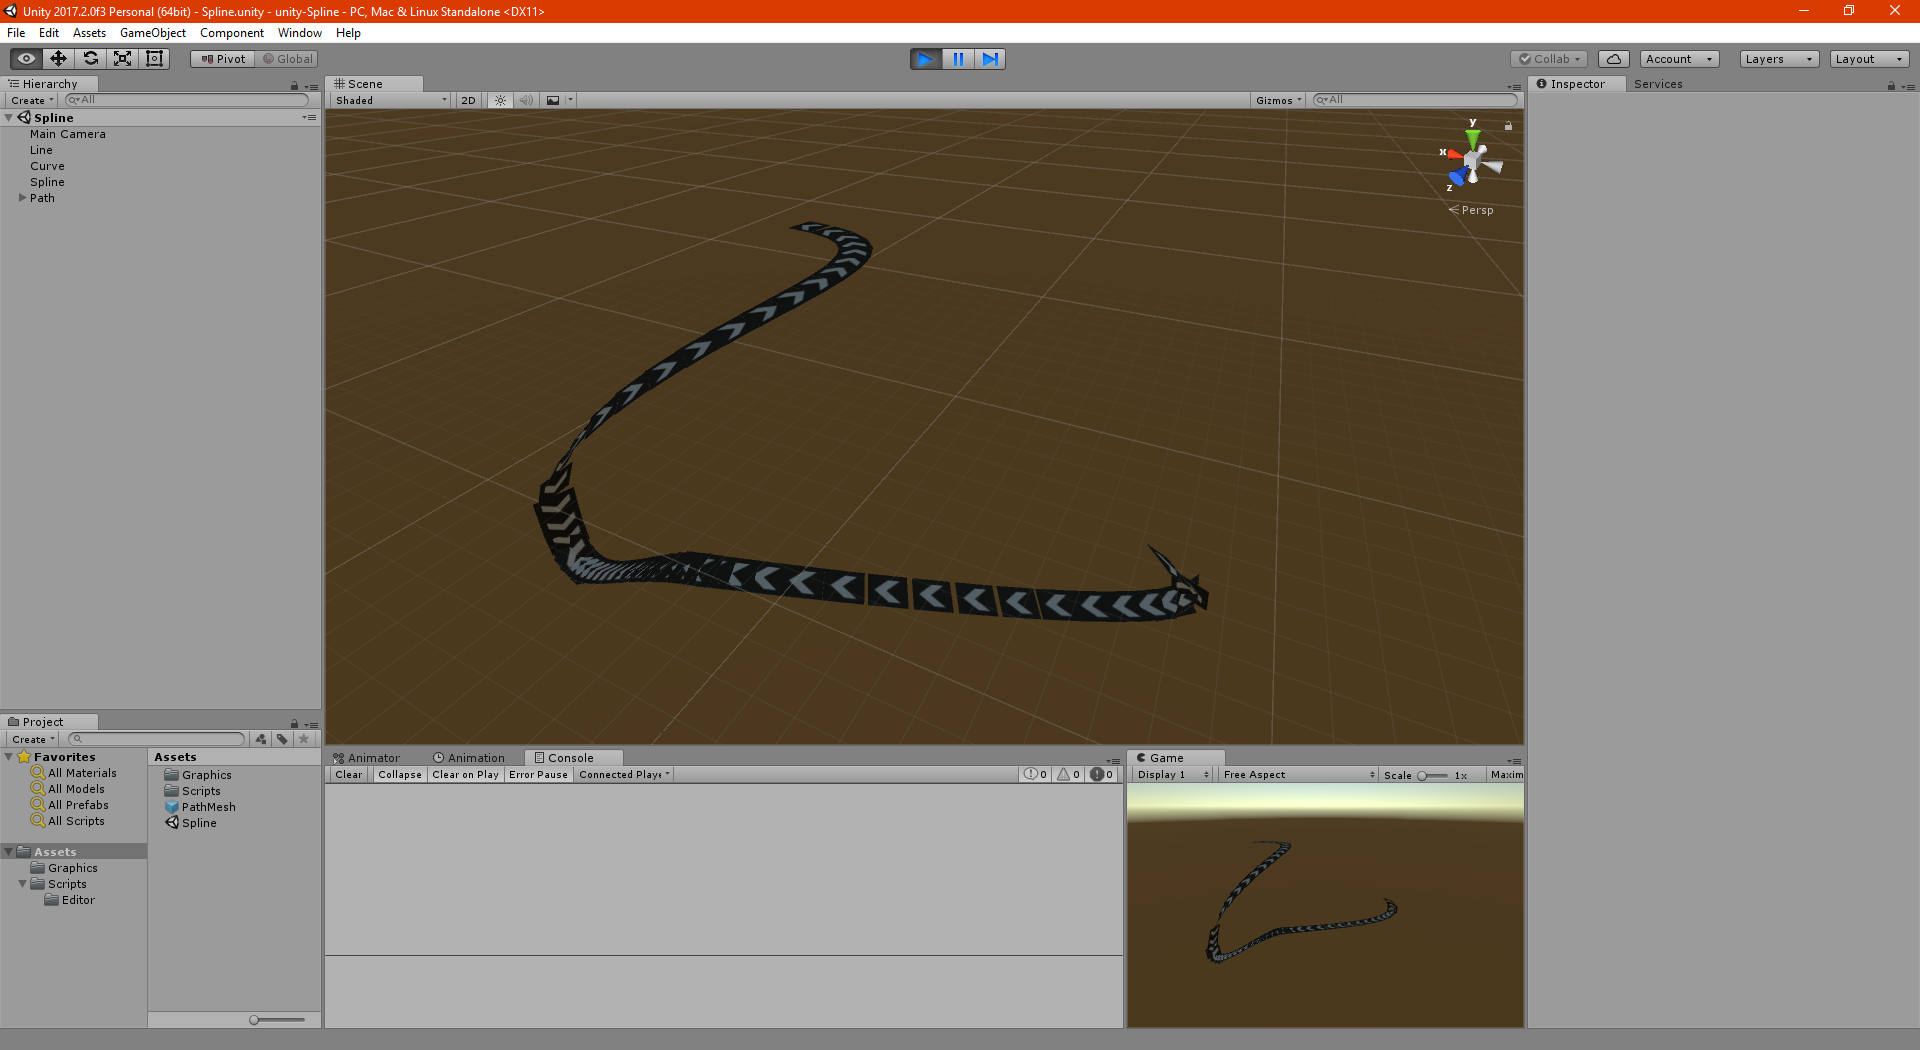 Unity 2017.2.0f3 Personal (64bit) - Spline.unity - unity-Spline - PC, Mac & Linux Standalone <DX11>
File Edit Assets GameObject Component Window Help
Pivot Global Collab Account Layers Layout
Hierarchy
Create All
Spline
Main Camera
Line
Curve
Spline
Path
Scene
Shaded 2D Gizmos All
y
x
z
Persp
Inspector Services
Project
Create
Favorites
All Materials
All Models
All Prefabs
All Scripts
Assets
Graphics
Scripts
Editor
Assets
Graphics
Scripts
PathMesh
Spline
Animator Animation Console
Clear Collapse Clear on Play Error Pause Connected Playe 0 0 0
Game
Display 1 Free Aspect Scale 1x Maxim